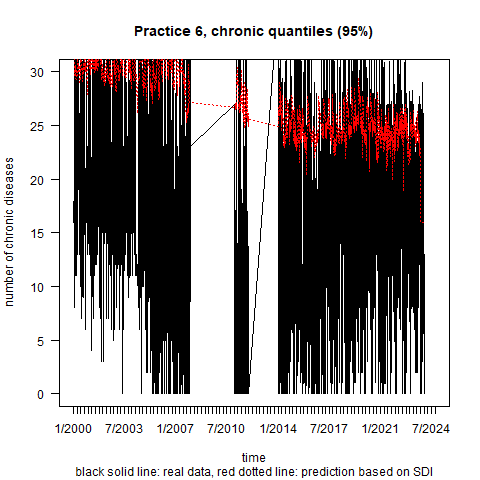 Practice 6, chronic quantiles (95%)
number of chronic diseases
30
25
20
15
10
5
0
1/2000 7/2003 1/2007 7/2010 1/2014 7/2017 1/2021 7/2024
time
black solid line: real data, red dotted line: prediction based on SDI